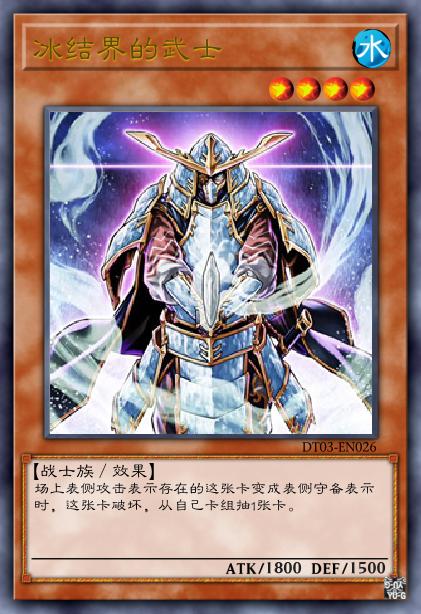 冰结界的武士
水
DT03-EN026
【战士族／效果】
场上表侧攻击表示存在的这张卡变成表侧守备表示
时，这张卡破坏，从自己卡组抽1张卡。
ATK/1800 DEF/1500